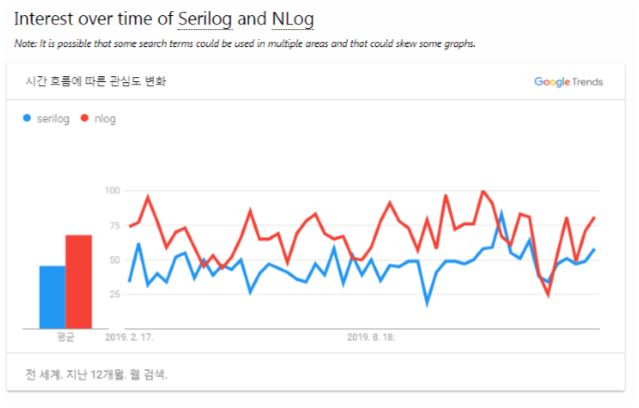 Interest over time of Serilog and NLog
Note: It is possible that some search terms could be used in multiple areas and that could skew some graphs.
시간 흐름에 따른 관심도 변화
Google Trends
serilog nlog
100
75
50
25
평균
2019. 2. 17.
2019. 8. 18.
전 세계. 지난 12개월. 웹 검색.